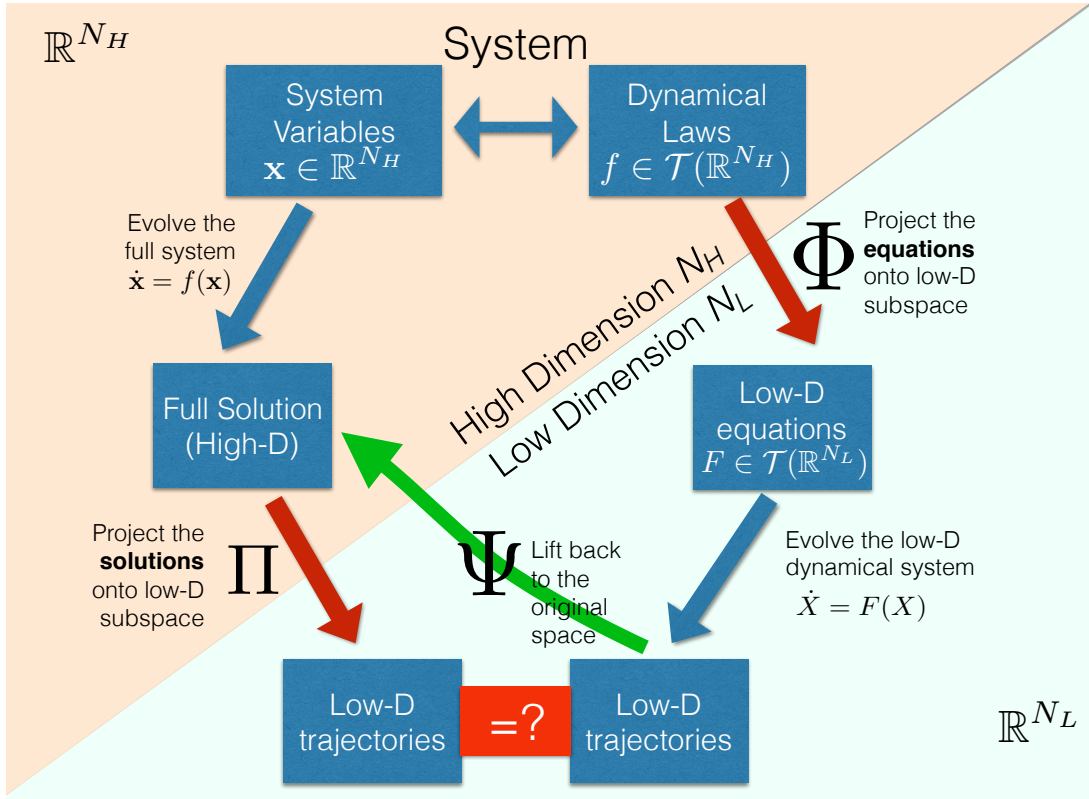 ℝ^{N_H}
System
System
Variables
𝐱 ∈ ℝ^{N_H}
Dynamical
Laws
f ∈ 𝒯(ℝ^{N_H})
Evolve the
full system
𝐱̇ = f(𝐱)
Φ
Project the
equations
onto low-D
subspace
High Dimension N_H
Low Dimension N_L
Full Solution
(High-D)
Low-D
equations
F ∈ 𝒯(ℝ^{N_L})
Project the
solutions
onto low-D
subspace
Π
Ψ
Lift back
to the
original
space
Evolve the low-D
dynamical system
Ẋ = F(X)
Low-D
trajectories
=?
Low-D
trajectories
ℝ^{N_L}